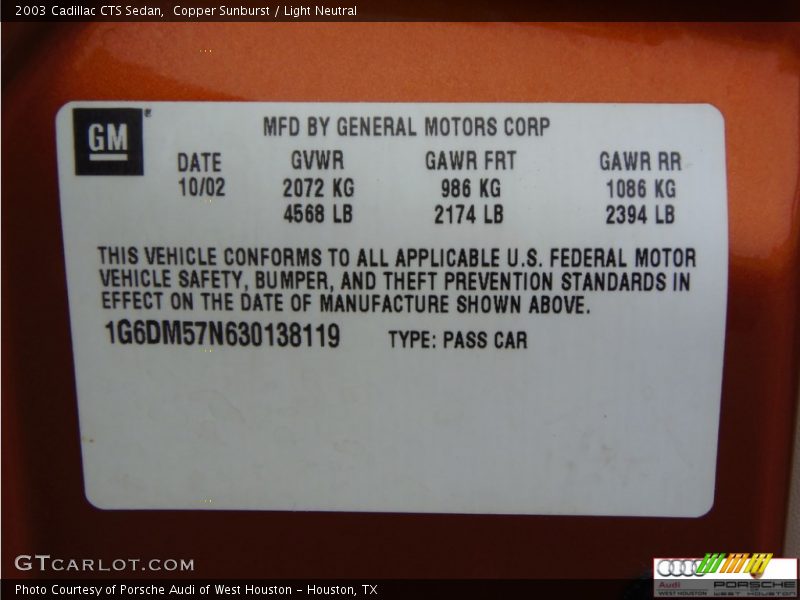 2003 Cadillac CTS Sedan,  Copper Sunburst / Light Neutral
GM®
MFD BY GENERAL MOTORS CORP
DATE GVWR GAWR FRT GAWR RR
10/02 2072 KG 986 KG 1086 KG
4568 LB 2174 LB 2394 LB
THIS VEHICLE CONFORMS TO ALL APPLICABLE U.S. FEDERAL MOTOR
VEHICLE SAFETY, BUMPER, AND THEFT PREVENTION STANDARDS IN
EFFECT ON THE DATE OF MANUFACTURE SHOWN ABOVE.
1G6DM57N630138119 TYPE: PASS CAR
GTCARLOT.COM
Audi PORSCHE
WEST HOUSTON WEST HOUSTON
Photo Courtesy of Porsche Audi of West Houston - Houston, TX